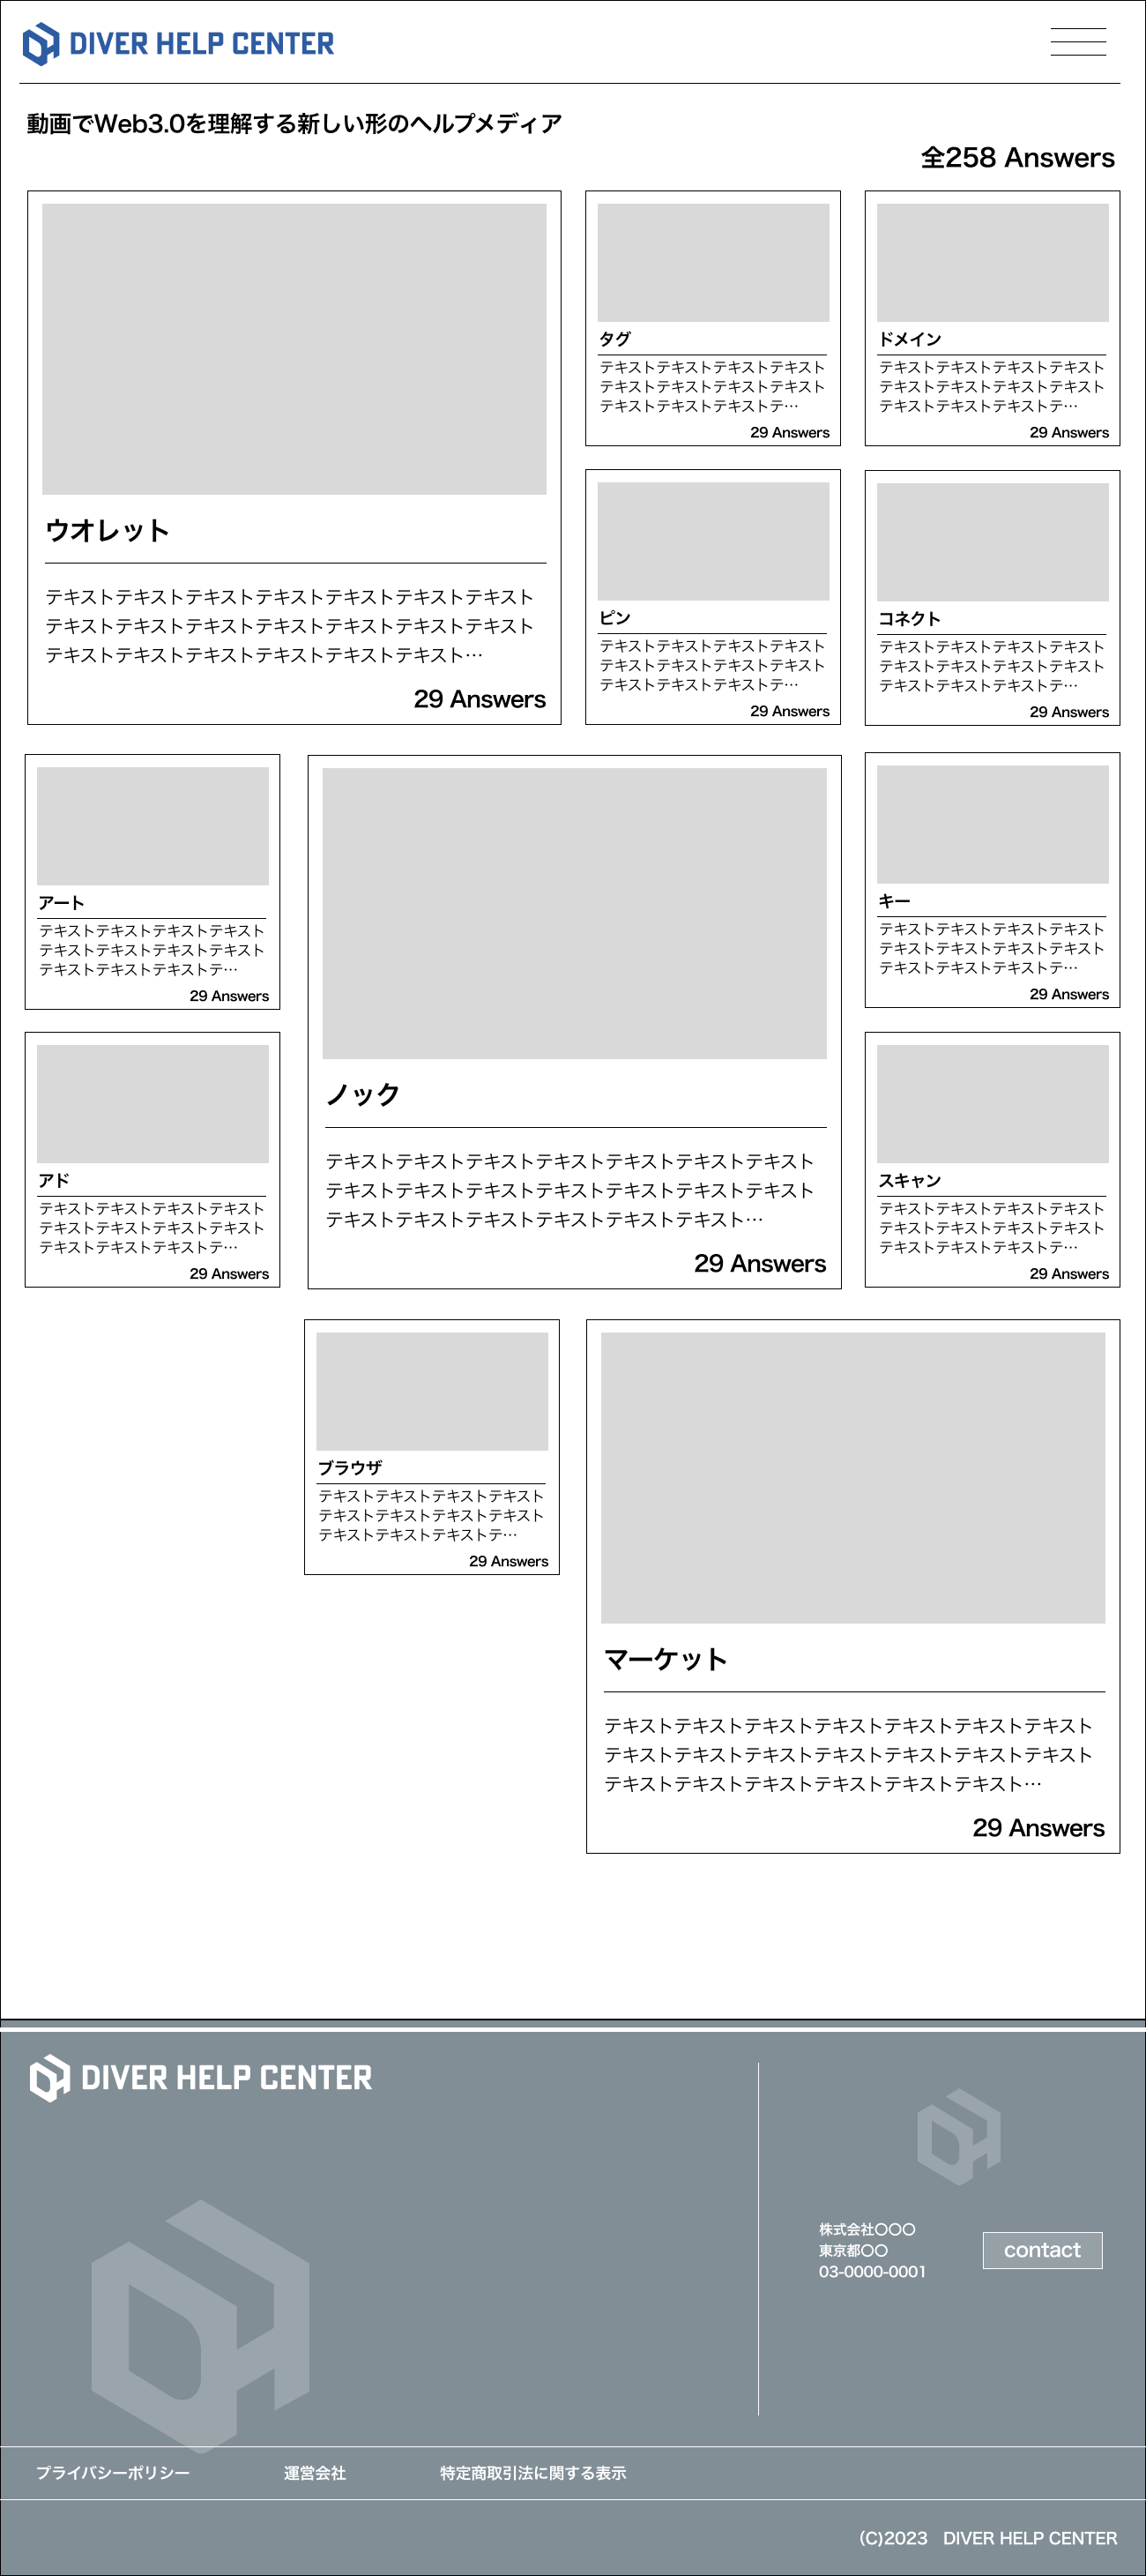 DIVER HELP CENTER
動画でWeb3.0を理解する新しい形のヘルプメディア
全258 Answers
ウオレット
テキストテキストテキストテキストテキストテキストテキスト
テキストテキストテキストテキストテキストテキストテキスト
テキストテキストテキストテキストテキストテキスト…
29 Answers
タグ
テキストテキストテキストテキスト
テキストテキストテキストテキスト
テキストテキストテキストテ…
29 Answers
ドメイン
テキストテキストテキストテキスト
テキストテキストテキストテキスト
テキストテキストテキストテ…
29 Answers
ピン
テキストテキストテキストテキスト
テキストテキストテキストテキスト
テキストテキストテキストテ…
29 Answers
コネクト
テキストテキストテキストテキスト
テキストテキストテキストテキスト
テキストテキストテキストテ…
29 Answers
アート
テキストテキストテキストテキスト
テキストテキストテキストテキスト
テキストテキストテキストテ…
29 Answers
ノック
テキストテキストテキストテキストテキストテキストテキスト
テキストテキストテキストテキストテキストテキストテキスト
テキストテキストテキストテキストテキストテキスト…
29 Answers
キー
テキストテキストテキストテキスト
テキストテキストテキストテキスト
テキストテキストテキストテ…
29 Answers
アド
テキストテキストテキストテキスト
テキストテキストテキストテキスト
テキストテキストテキストテ…
29 Answers
スキャン
テキストテキストテキストテキスト
テキストテキストテキストテキスト
テキストテキストテキストテ…
29 Answers
ブラウザ
テキストテキストテキストテキスト
テキストテキストテキストテキスト
テキストテキストテキストテ…
29 Answers
マーケット
テキストテキストテキストテキストテキストテキストテキスト
テキストテキストテキストテキストテキストテキストテキスト
テキストテキストテキストテキストテキストテキスト…
29 Answers
DIVER HELP CENTER
株式会社〇〇〇
東京都〇〇
03-0000-0001
contact
プライバシーポリシー
運営会社
特定商取引法に関する表示
(C)2023 DIVER HELP CENTER